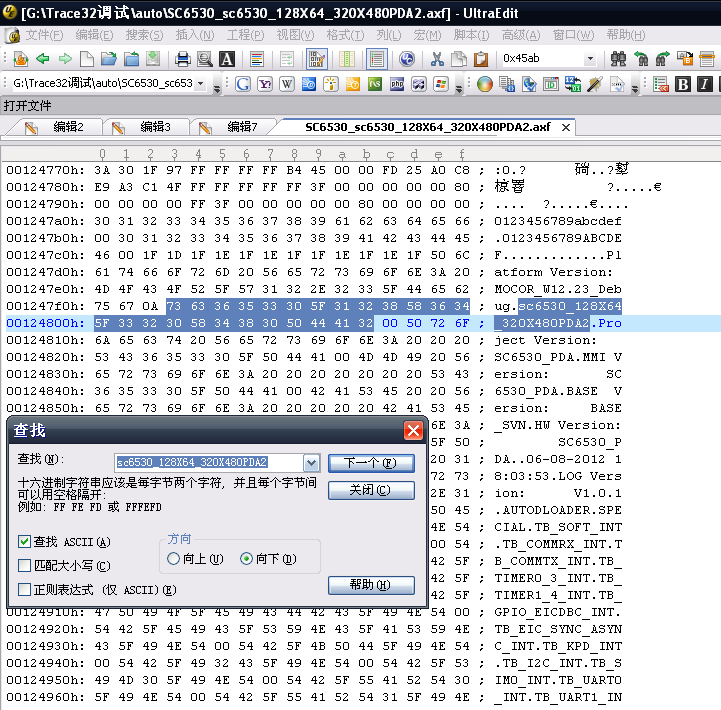 [G:\Trace32调试\auto\SC6530_sc6530_128X64_320X480PDA2.axf] - UltraEdit
文件(F) 编辑(E) 搜索(S) 插入(N) 工程(P) 视图(V) 格式(T) 列(L) 宏(M) 脚本(I) 高级(A) 窗口(W) 帮助(H)
0x45ab
G:\Trace32调试\auto\SC6530_sc653
打开文件
编辑2 编辑3 编辑7 SC6530_sc6530_128X64_320X480PDA2.axf
0 1 2 3 4 5 6 7 8 9 a b c d e f
00124770h: 3A 30 1F 97 FF FF FF FF B4 45 00 00 FD 25 A0 C8 ;
00124780h: E9 A3 C1 4F FF FF FF FF FF 3F 00 00 00 00 00 80 ;
00124790h: 00 00 00 00 FF 3F 00 00 00 00 00 80 00 00 00 00 ; .... ?.....€....
001247a0h: 30 31 32 33 34 35 36 37 38 39 61 62 63 64 65 66 ; 0123456789abcdef
001247b0h: 00 30 31 32 33 34 35 36 37 38 39 41 42 43 44 45 ; .0123456789ABCDE
001247c0h: 46 00 1F 1D 1F 1E 1F 1E 1F 1F 1E 1F 1E 1F 50 6C ; F.............Pl
001247d0h: 61 74 66 6F 72 6D 20 56 65 72 73 69 6F 6E 3A 20 ; atform Version:
001247e0h: 4D 4F 43 4F 52 5F 57 31 32 2E 32 33 5F 44 65 62 ; MOCOR_W12.23_Deb
001247f0h: 75 67 0A 73 63 36 35 33 30 5F 31 32 38 58 36 34 ; ug.sc6530_128X64
00124800h: 5F 33 32 30 58 34 38 30 50 44 41 32 00 50 72 6F ; _320X480PDA2.Pro
00124810h: 6A 65 63 74 20 56 65 72 73 69 6F 6E 3A 20 20 20 ; ject Version:
00124820h: 53 43 36 35 33 30 5F 50 44 41 00 4D 4D 49 20 56 ; SC6530_PDA.MMI V
00124830h: 65 72 73 69 6F 6E 3A 20 20 20 20 20 20 20 53 43 ; ersion: SC
00124840h: 36 35 33 30 5F 50 44 41 00 42 41 53 45 20 20 56 ; 6530_PDA.BASE V
00124850h: 65 72 73 69 6F 6E 3A 20 20 20 20 20 42 41 53 45 ; ersion: BASE
6E 3A ; _SVN.HW Version:
5F 50 ; SC6530_P
20 31 ; DA..06-08-2012 1
72 73 ; 8:03:53.LOG Vers
2E 31 ; ion: V1.0.1
50 45 ; .AUTODLOADER.SPE
4E 54 ; CIAL.TB_SOFT_INT
00 54 ; .TB_COMMRX_INT.T
42 5F ; B_COMMTX_INT.TB_
42 5F ; TIMER0_3_INT.TB_
42 5F ; TIMER1_4_INT.TB_
查找
查找(N): sc6530_128X64_320X480PDA2
下一个(F)
十六进制字符串应该是每字节两个字符，并且每个字节间
可以用空格隔开:
例如: FF FE FD 或 FFFEFD
关闭(C)
查找 ASCII(A)
匹配大小写(C)
正则表达式 (仅 ASCII)(E)
方向
向上(U) 向下(D)
帮助(H)
47 50 49 4F 5F 45 49 43 44 42 43 5F 49 4E 54 00 ; GPIO_EICDBC_INT.
00124920h: 54 42 5F 45 49 43 5F 53 59 4E 43 5F 41 53 59 4E ; TB_EIC_SYNC_ASYN
00124930h: 43 5F 49 4E 54 00 54 42 5F 4B 50 44 5F 49 4E 54 ; C_INT.TB_KPD_INT
00124940h: 00 54 42 5F 49 32 43 5F 49 4E 54 00 54 42 5F 53 ; .TB_I2C_INT.TB_S
00124950h: 49 4D 30 5F 49 4E 54 00 54 42 5F 55 41 52 54 30 ; IM0_INT.TB_UART0
00124960h: 5F 49 4E 54 00 54 42 5F 55 41 52 54 31 5F 49 4E ; _INT.TB_UART1_IN